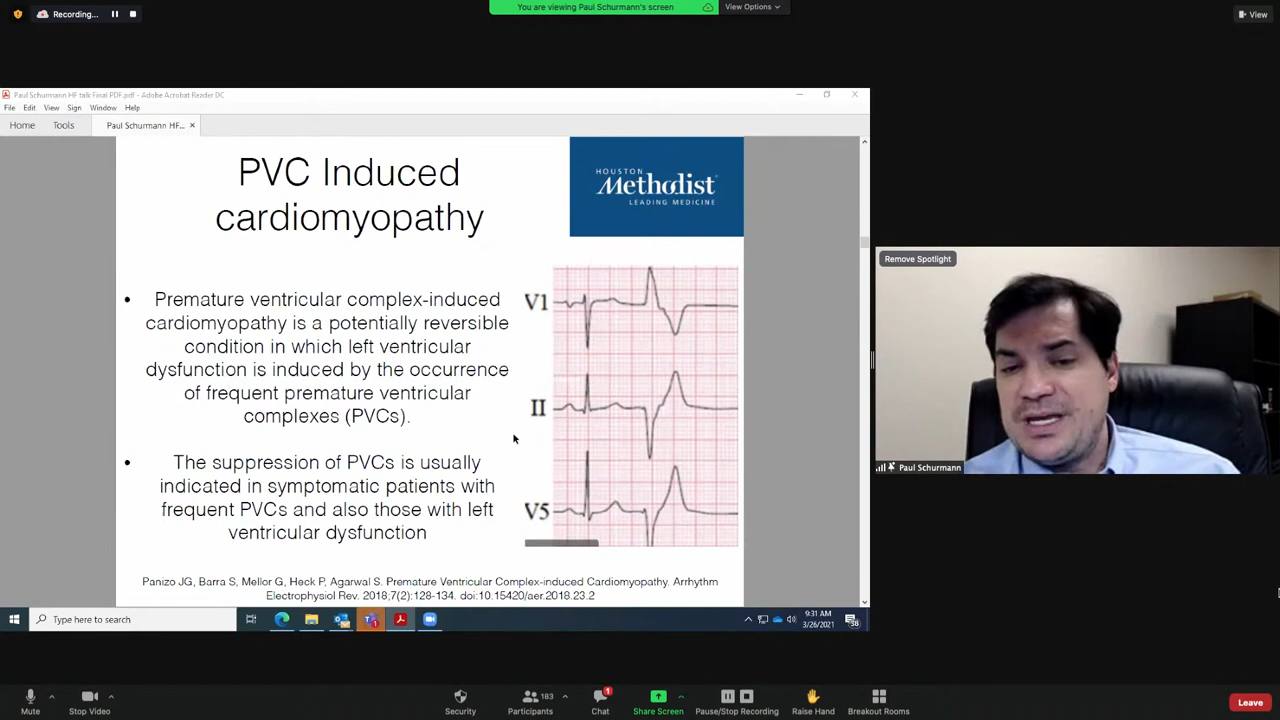 Recording...
You are viewing Paul Schurmann's screen
View Options
View
Paul Schurmann HF talk Final PDF.pdf - Adobe Acrobat Reader DC
File Edit View Sign Window Help
Home Tools Paul Schurmann HF... ×
PVC Induced
cardiomyopathy
HOUSTON
Methodist
LEADING MEDICINE
• Premature ventricular complex-induced
cardiomyopathy is a potentially reversible
condition in which left ventricular
dysfunction is induced by the occurrence
of frequent premature ventricular
complexes (PVCs).
• The suppression of PVCs is usually
indicated in symptomatic patients with
frequent PVCs and also those with left
ventricular dysfunction
V1
II
V5
Panizo JG, Barra S, Mellor G, Heck P, Agarwal S. Premature Ventricular Complex-induced Cardiomyopathy. Arrhythm
Electrophysiol Rev. 2018;7(2):128-134. doi:10.15420/aer.2018.23.2
Remove Spotlight
Paul Schurmann
Type here to search
9:31 AM
3/26/2021
Mute
Stop Video
Security
183
Participants
1
Chat
Share Screen
Pause/Stop Recording
Raise Hand
Breakout Rooms
Leave